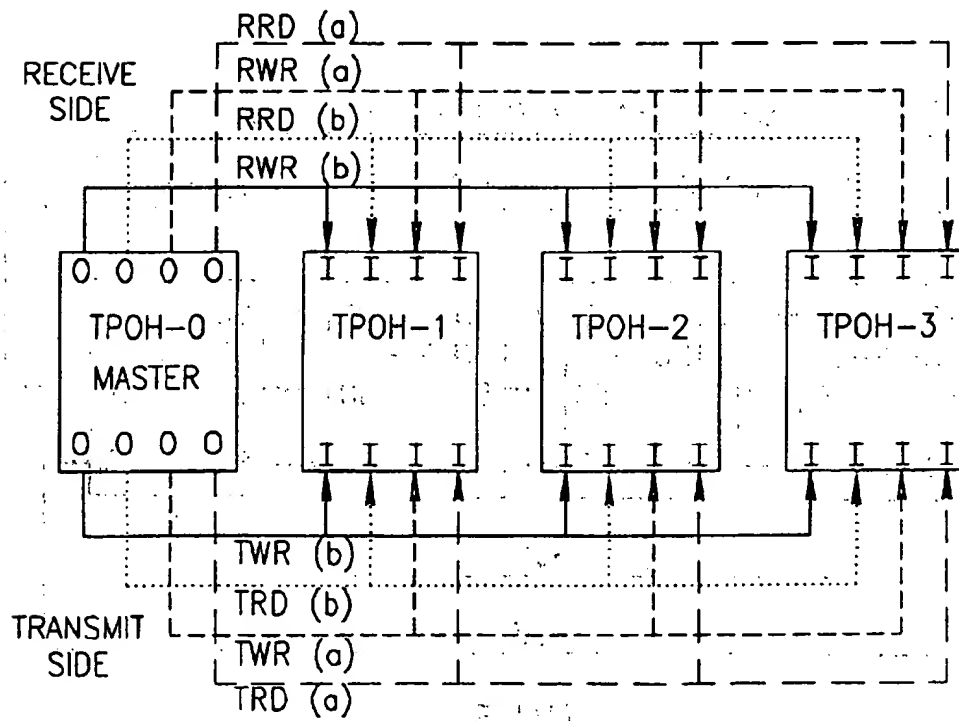 RRD (a)
RECEIVE
SIDE
RWR (a)
RRD (b)
RWR (b)
O O O O
I I I I
I I I I
I I I I
TPOH-0
MASTER
TPOH-1
TPOH-2
TPOH-3
O O O O
I I I I
I I I I
I I I I
TWR (b)
TRD (b)
TRANSMIT
SIDE
TWR (a)
TRD (a)